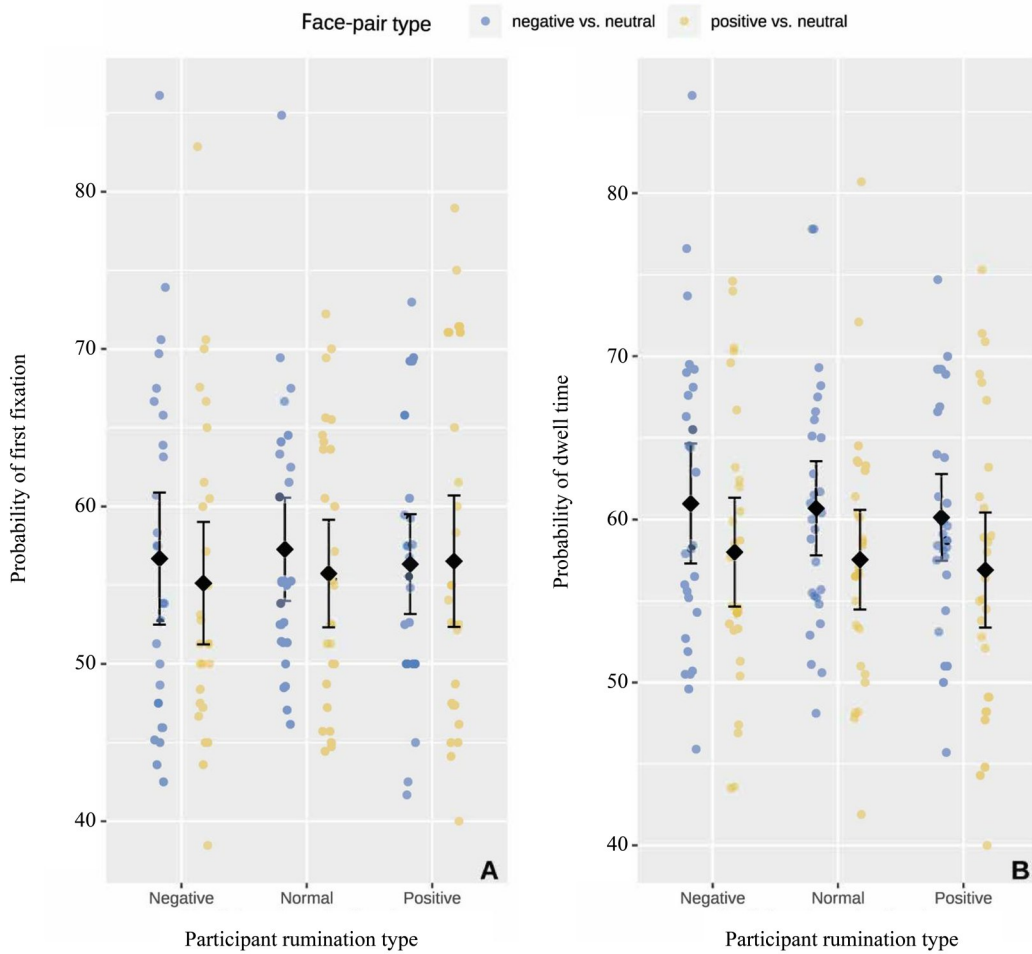 Face-pair type negative vs. neutral positive vs. neutral
Probability of first fixation
80
70
60
50
40
A
Negative Normal Positive
Participant rumination type
Probability of dwell time
80
70
60
50
40
B
Negative Normal Positive
Participant rumination type